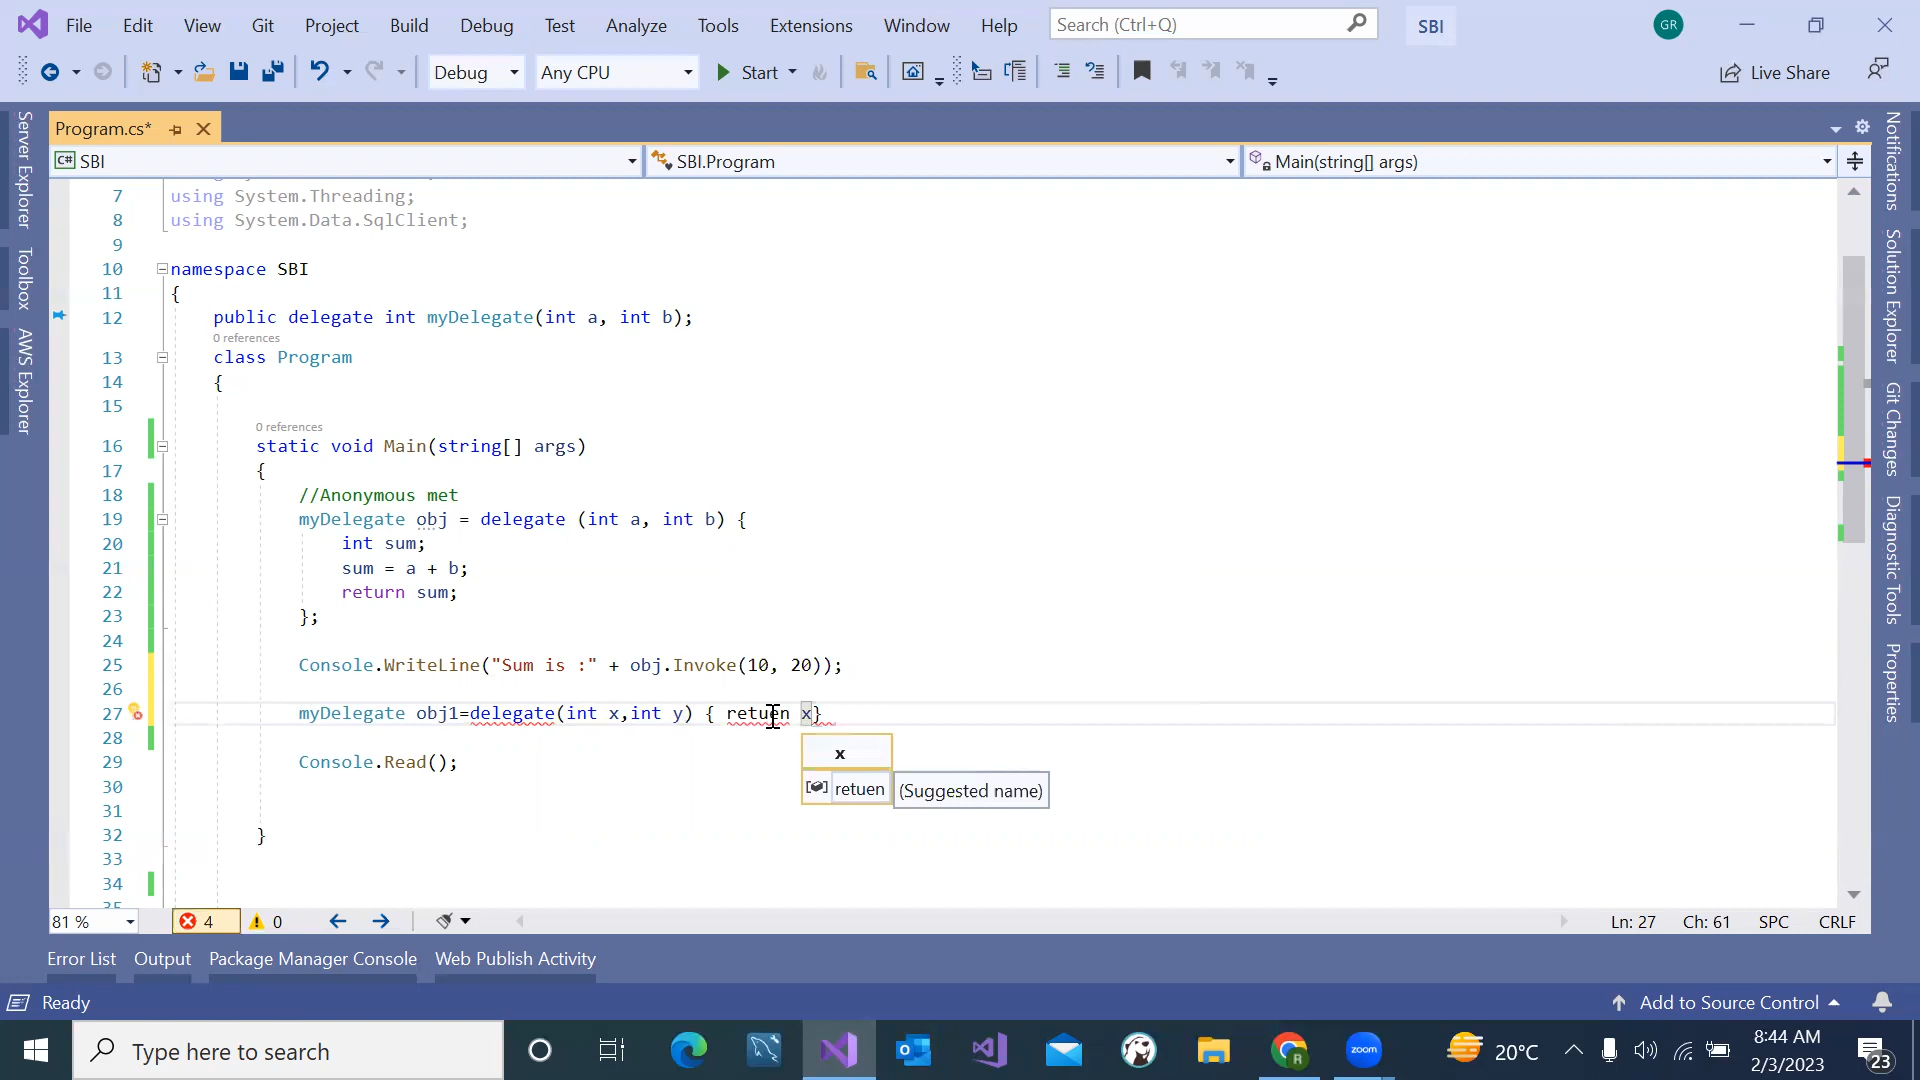 File Edit View Git Project Build Debug Test Analyze Tools Extensions Window Help Search (Ctrl+Q) SBI GR
Debug Any CPU Start Live Share
Program.cs*
SBI SBI.Program Main(string[] args)
7 using System.Threading;
8 using System.Data.SqlClient;
9
10 namespace SBI
11 {
12 public delegate int myDelegate(int a, int b);
0 references
13 class Program
14 {
15
0 references
16 static void Main(string[] args)
17 {
18 //Anonymous met
19 myDelegate obj = delegate (int a, int b) {
20 int sum;
21 sum = a + b;
22 return sum;
23 };
24
25 Console.WriteLine("Sum is :" + obj.Invoke(10, 20));
26
27 myDelegate obj1=delegate(int x,int y) { retuen x}
28
x
29 Console.Read();
30
retuen (Suggested name)
31
32 }
33
34
81 % 4 0 Ln: 27 Ch: 61 SPC CRLF
Error List Output Package Manager Console Web Publish Activity
Ready Add to Source Control
Type here to search zoom 20°C 8:44 AM
2/3/2023 23
Server Explorer
Toolbox
AWS Explorer
Notifications
Solution Explorer
Git Changes
Diagnostic Tools
Properties